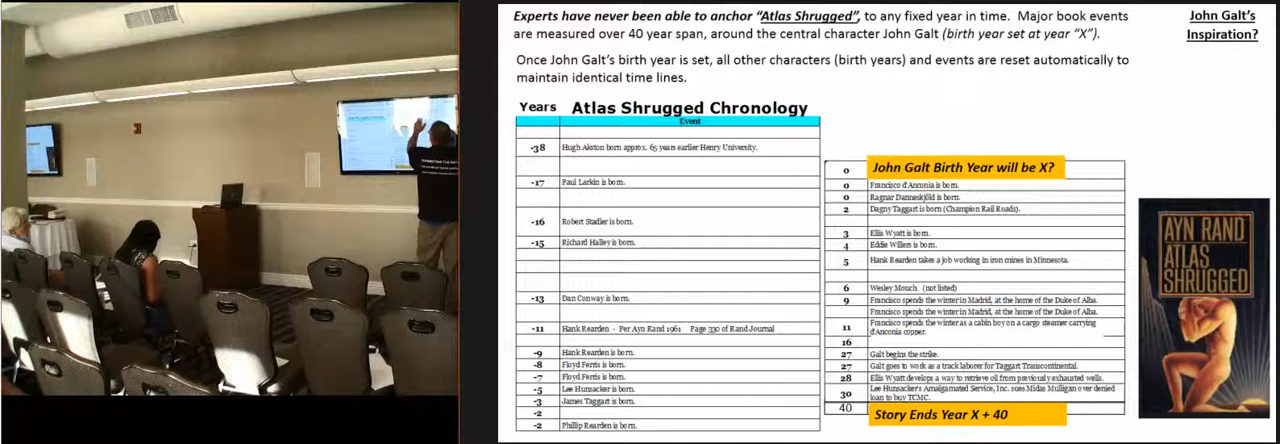 Experts have never been able to anchor “Atlas Shrugged”, to any fixed year in time. Major book events
are measured over 40 year span, around the central character John Galt (birth year set at year “X”).
Once John Galt’s birth year is set, all other characters (birth years) and events are reset automatically to
maintain identical time lines.
John Galt’s
Inspiration?
Years Atlas Shrugged Chronology
Event
-38 Hugh Akston born approx. 65 years earlier Henry University.
-17 Paul Larkin is born.
-16 Robert Stadler is born.
-15 Richard Halley is born.
-13 Dan Conway is born.
-11 Hank Rearden - Per Ayn Rand 1961 Page 330 of Rand Journal
-9 Hank Rearden is born.
-8 Floyd Ferris is born.
-7 Floyd Ferris is born.
-5 Lee Hunsacker is born.
-3 James Taggart is born.
-2
-2 Phillip Rearden is born.
0 John Galt Birth Year will be X?
0 Francisco d'Anconia is born.
0 Ragnar Danneskjöld is born.
2 Dagny Taggart is born (Champion Rail Roads).
3 Ellis Wyatt is born.
4 Eddie Willers is born.
5 Hank Rearden takes a job working in iron mines in Minnesota.
6 Wesley Mouch (not listed)
9 Francisco spends the winter in Madrid, at the home of the Duke of Alba.
Francisco spends the winter in Madrid, at the home of the Duke of Alba.
11 Francisco spends the winter as a cabin boy on a cargo steamer carrying
d'Anconia copper.
16
27 Galt begins the strike.
27 Galt goes to work as a track laborer for Taggart Transcontinental.
28 Ellis Wyatt develops a way to retrieve oil from previously exhausted wells.
30 Lee Hunsacker's Amalgamated Service, Inc. sues Midas Mulligan over denied
loan to buy TCMC.
40 Story Ends Year X + 40
AYN RAND
ATLAS
SHRUGGED